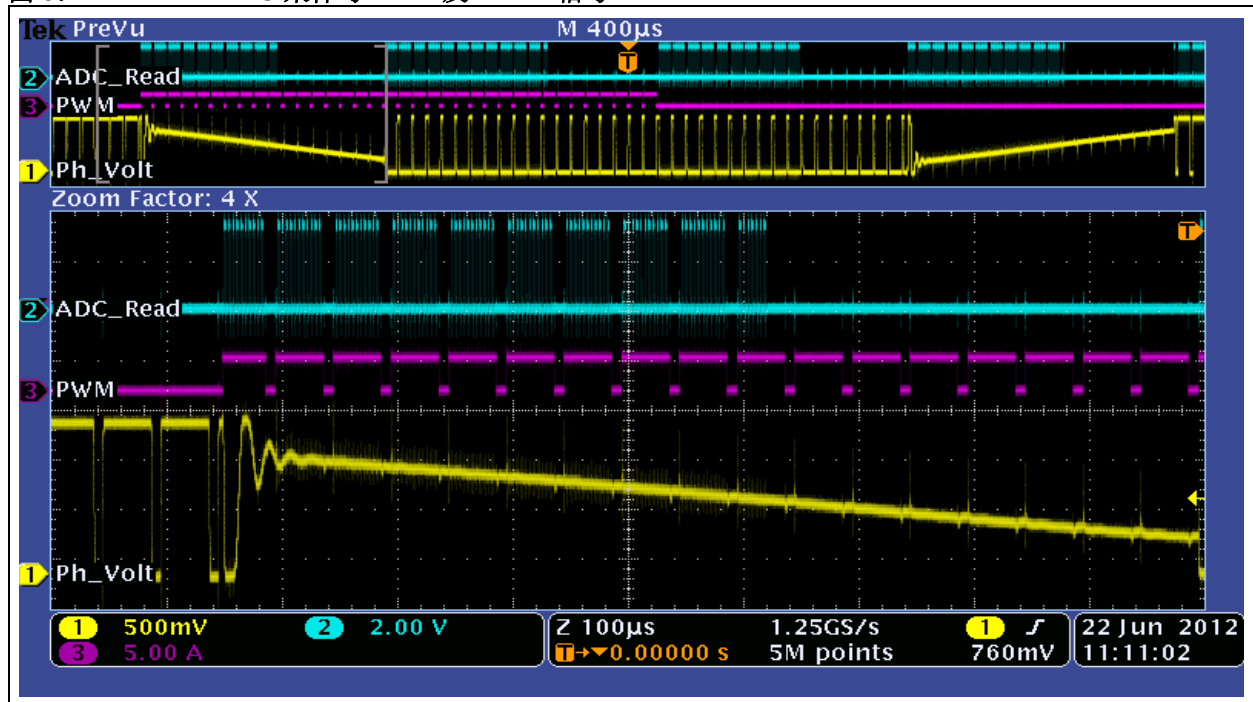 Tek PreVu M 400µs
T
2 ADC_Read
3 PWM
1 Ph_Volt
Zoom Factor: 4 X
T
2 ADC_Read
3 PWM
1 Ph_Volt
1 500mV 2 2.00 V Z 100µs 1.25GS/s 1 760mV 22 Jun 2012
3 5.00 A T→▼0.00000 s 5M points 11:11:02